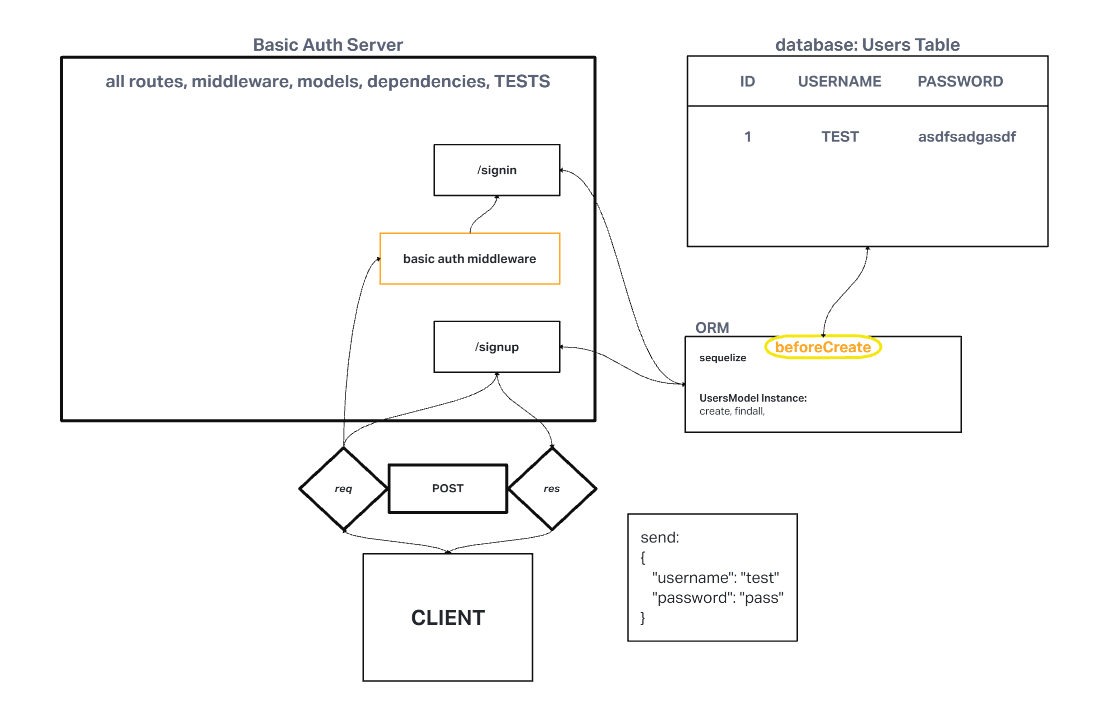 Basic Auth Server
all routes, middleware, models, dependencies, TESTS
/signin
basic auth middleware
/signup
database: Users Table
ID USERNAME PASSWORD
1 TEST asdfsadgasdf
ORM
beforeCreate
sequelize
UsersModel Instance:
create, findall,
req
POST
res
CLIENT
send:
{
"username": "test"
"password": "pass"
}